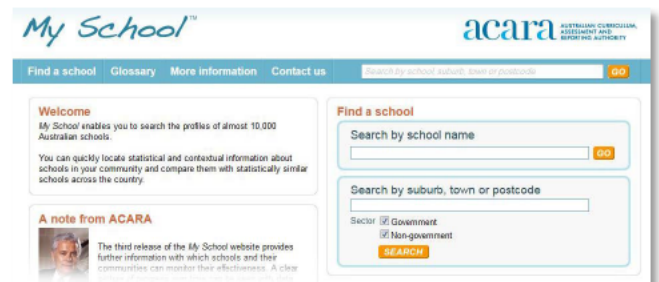 My School™
acara AUSTRALIAN CURRICULUM,
ASSESSMENT AND
REPORTING AUTHORITY
Find a school Glossary More information Contact us Search by school suburb, town or postcode GO
Welcome
My School enables you to search the profiles of almost 10,000
Australian schools.
You can quickly locate statistical and contextual information about
schools in your community and compare them with statistically similar
schools across the country.
A note from ACARA
The third release of the My School website provides
further information with which schools and their
communities can monitor their effectiveness. A clear
Find a school
Search by school name
GO
Search by suburb, town or postcode
Sector Government
Non-government
SEARCH